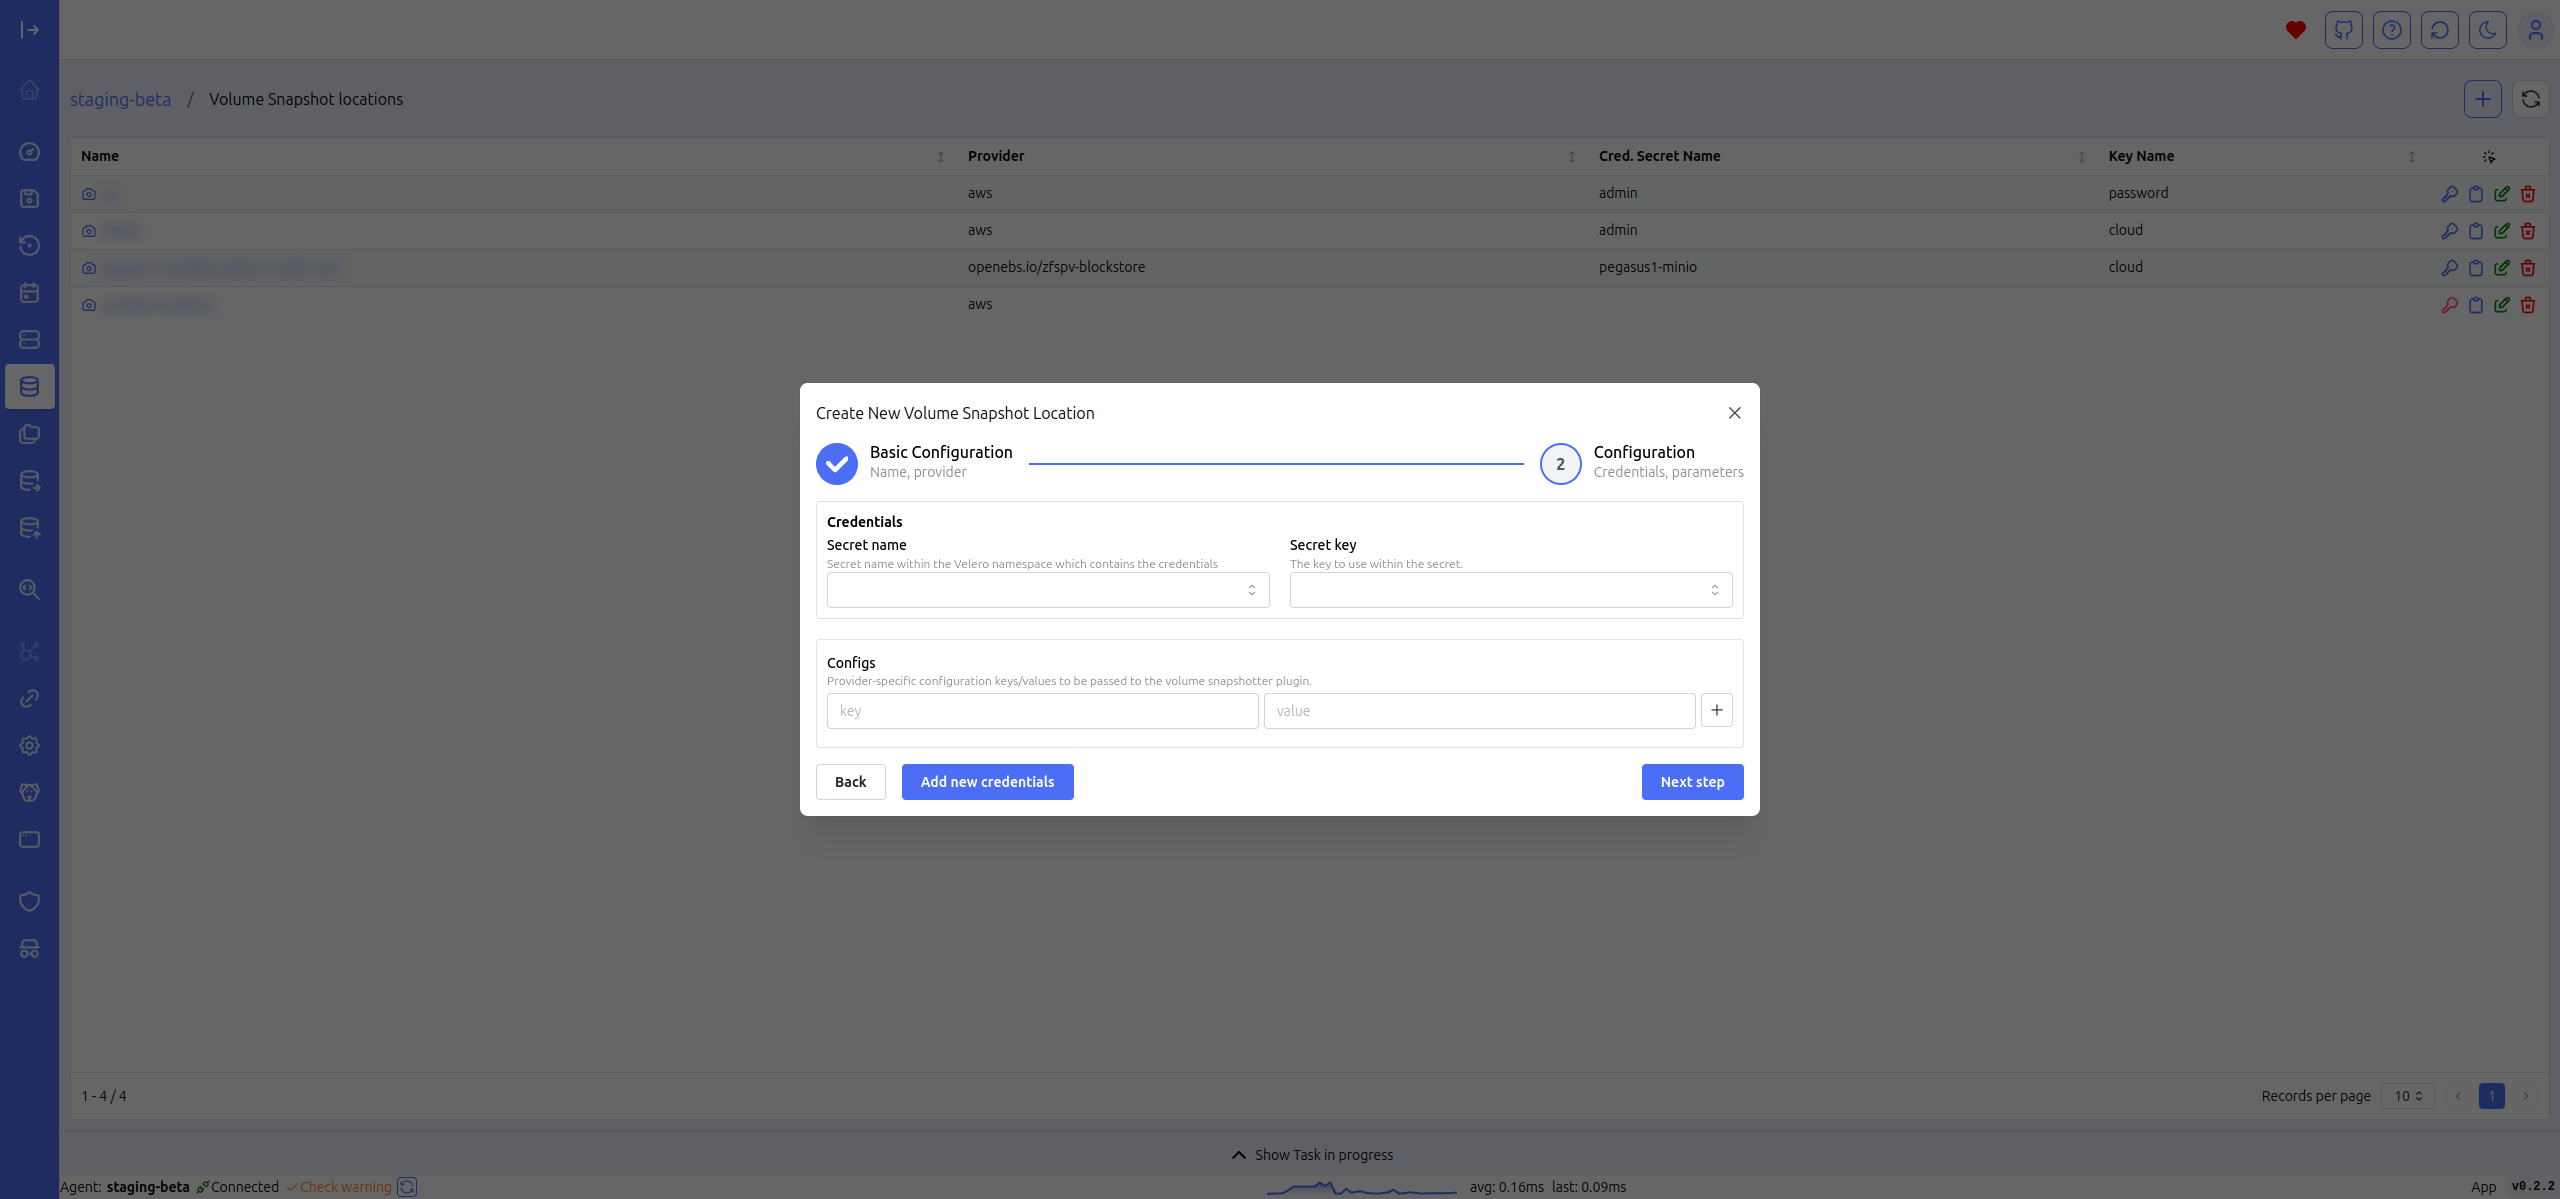 staging-beta / Volume Snapshot locations
Name Provider Cred. Secret Name Key Name
aws admin password
aws admin cloud
openebs.io/zfspv-blockstore pegasus1-minio cloud
aws
Create New Volume Snapshot Location
Basic Configuration
Name, provider
2
Configuration
Credentials, parameters
Credentials
Secret name
Secret name within the Velero namespace which contains the credentials
Secret key
The key to use within the secret.
Configs
Provider-specific configuration keys/values to be passed to the volume snapshotter plugin.
key value
Back Add new credentials Next step
1 - 4 / 4
Records per page 10 1
Show Task in progress
Agent: staging-beta Connected Check warning avg: 0.16ms last: 0.09ms App v0.2.2